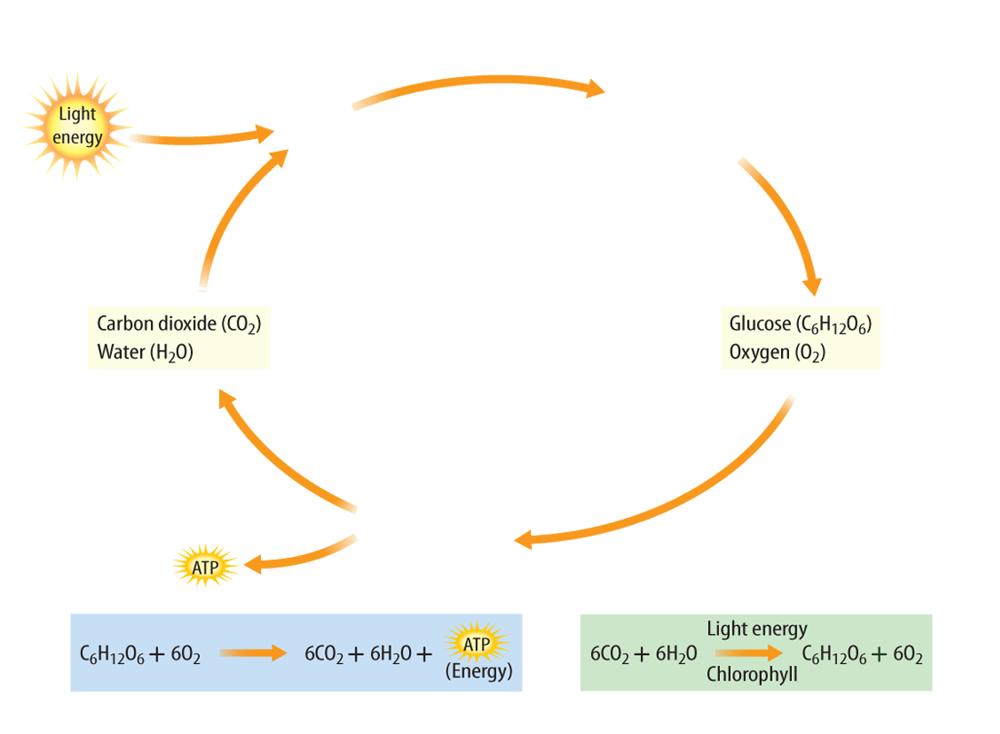 Light
energy
Carbon dioxide (CO₂)
Water (H₂O)
Glucose (C₆H₁₂O₆)
Oxygen (O₂)
ATP
C₆H₁₂O₆ + 6O₂ → 6CO₂ + 6H₂O + ATP
(Energy)
Light energy
6CO₂ + 6H₂O → C₆H₁₂O₆ + 6O₂
Chlorophyll